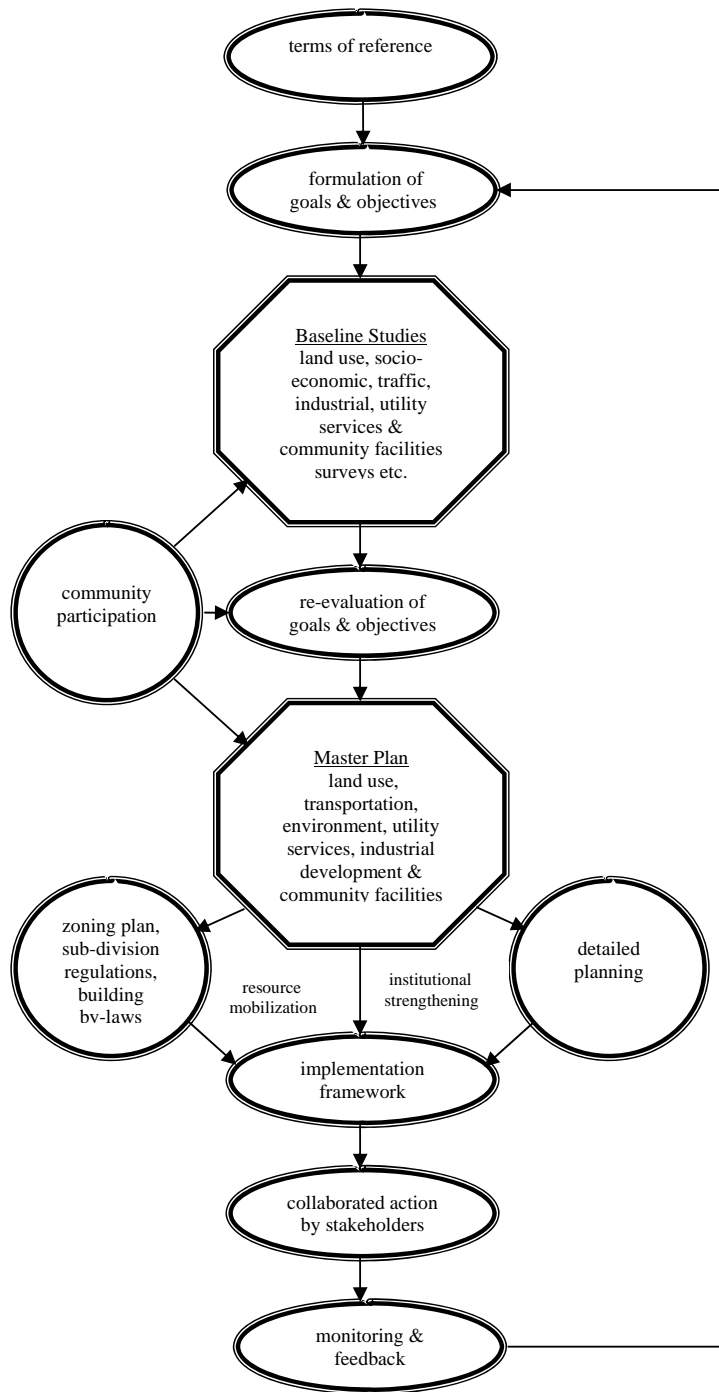 terms of reference
formulation of
goals & objectives
Baseline Studies
land use, socio-
economic, traffic,
industrial, utility
services &
community facilities
surveys etc.
community
participation
re-evaluation of
goals & objectives
Master Plan
land use,
transportation,
environment, utility
services, industrial
development &
community facilities
zoning plan,
sub-division
regulations,
building
bv-laws
resource
mobilization
institutional
strengthening
detailed
planning
implementation
framework
collaborated action
by stakeholders
monitoring &
feedback